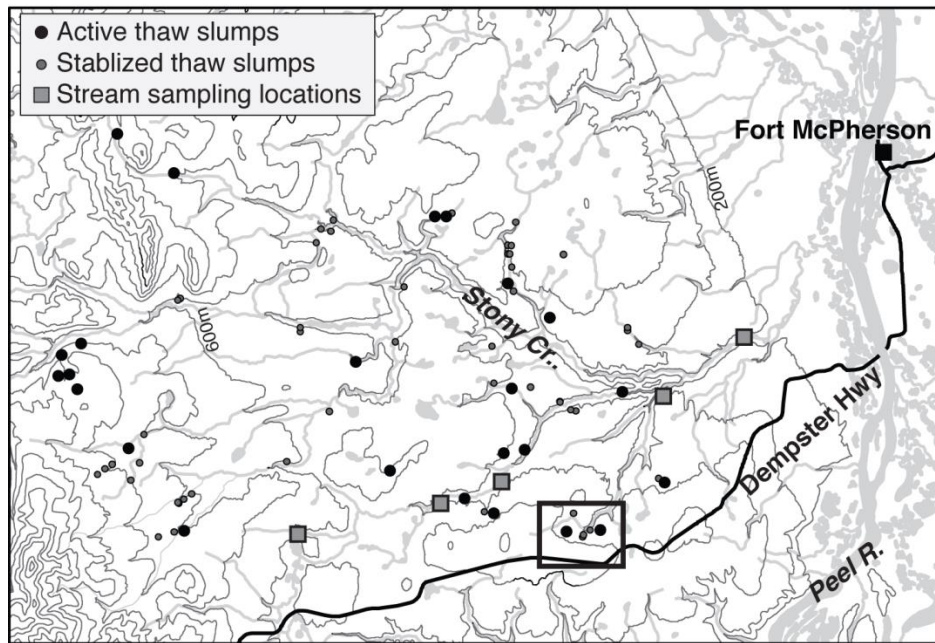 Active thaw slumps
Stablized thaw slumps
Stream sampling locations
Fort McPherson
200m
Stony Cr..
600m
Dempster Hwy
Peel R.